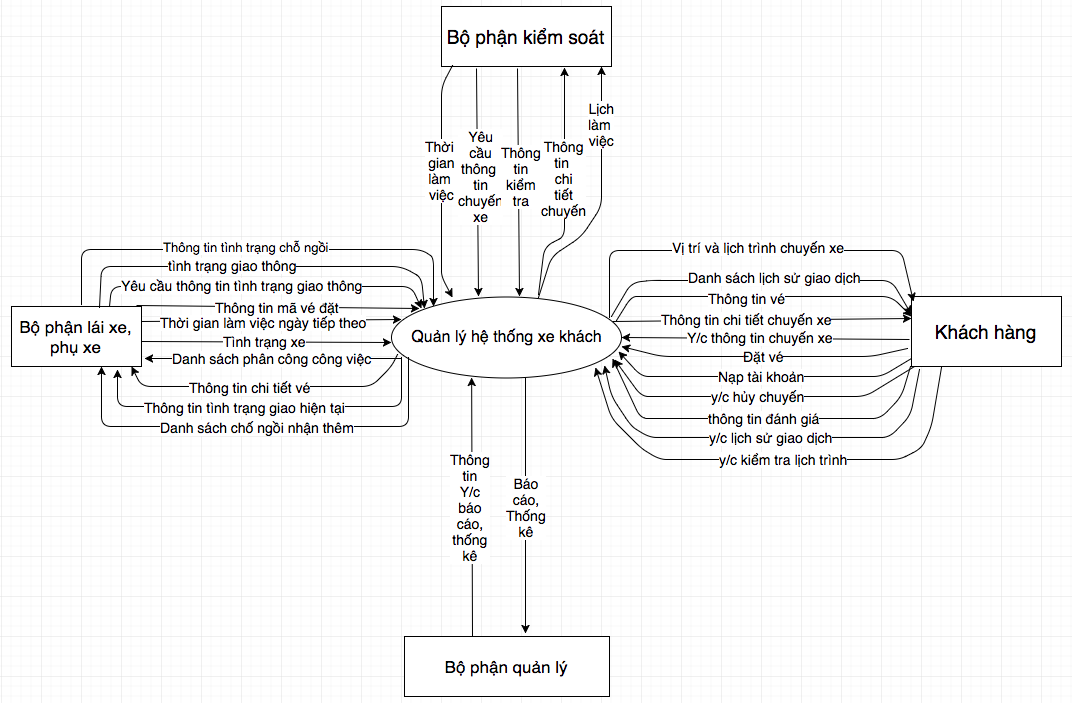 Bộ phận kiểm soát
Thời
gian
làm
việc
Yêu
cầu
thông
tin
chuyến
xe
Thông
tin
kiểm
tra
Thông
tin
chi
tiết
chuyến
Lịch
làm
việc
Thông tin tình trạng chỗ ngồi
tình trạng giao thông
Yêu cầu thông tin tình trạng giao thông
Thông tin mã vé đặt
Thời gian làm việc ngày tiếp theo
Tình trạng xe
Danh sách phân công công việc
Thông tin chi tiết vé
Thông tin tình trạng giao hiện tại
Danh sách chố ngồi nhận thêm
Bộ phận lái xe,
phụ xe
Quản lý hệ thống xe khách
Vị trí và lịch trình chuyến xe
Danh sách lịch sử giao dịch
Thông tin vé
Thông tin chi tiết chuyến xe
Y/c thông tin chuyến xe
Đặt vé
Nạp tài khoản
y/c hủy chuyến
thông tin đánh giá
y/c lịch sử giao dịch
y/c kiểm tra lịch trình
Khách hàng
Thông
tin
Y/c
báo
cáo,
thống
kê
Báo
cáo,
Thống
kê
Bộ phận quản lý